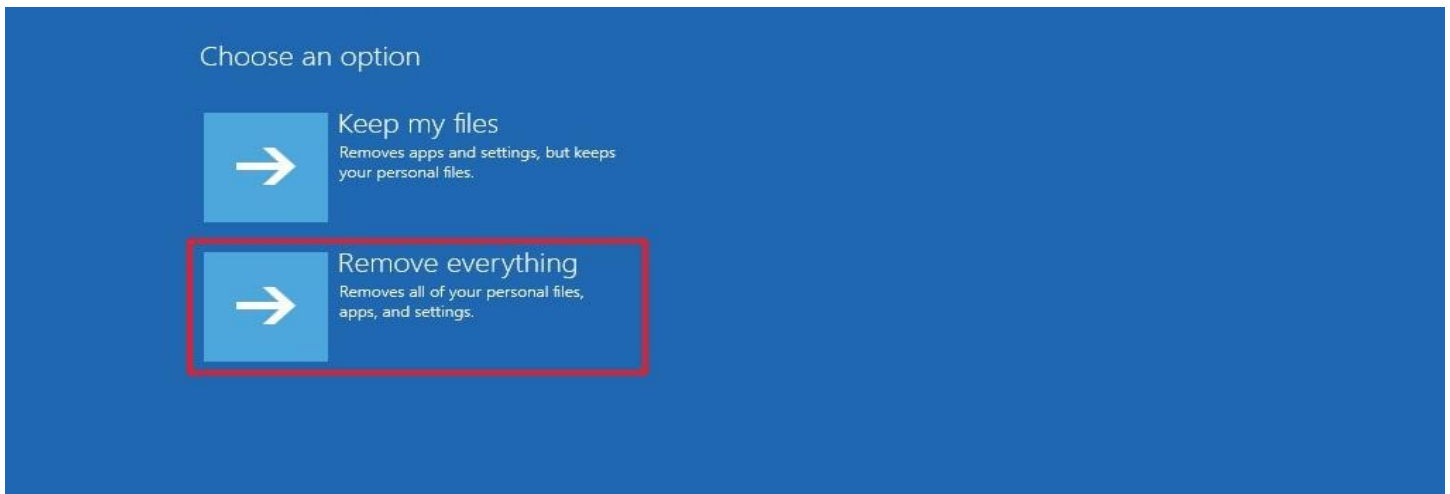 Choose an option
Keep my files
Removes apps and settings, but keeps
your personal files.
Remove everything
Removes all of your personal files,
apps, and settings.